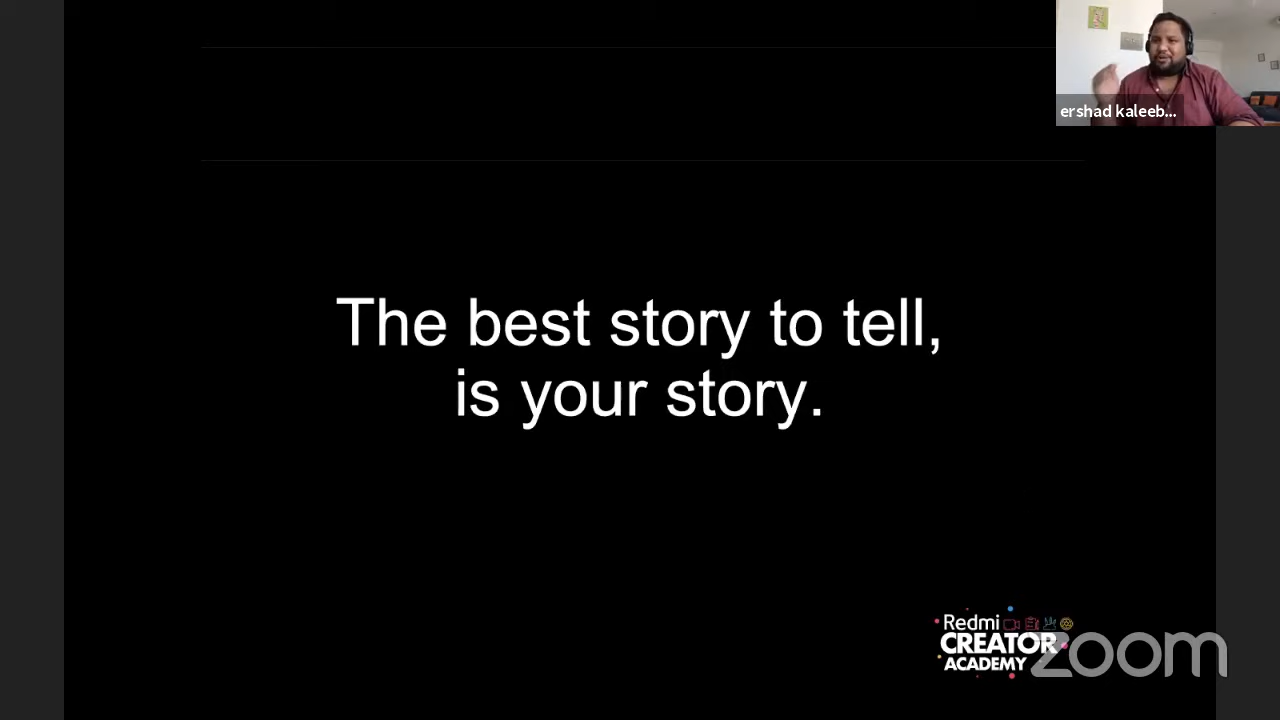 ershad kaleeb...
The best story to tell,
is your story.
Redmi
CREATOR
ACADEMY
zoom